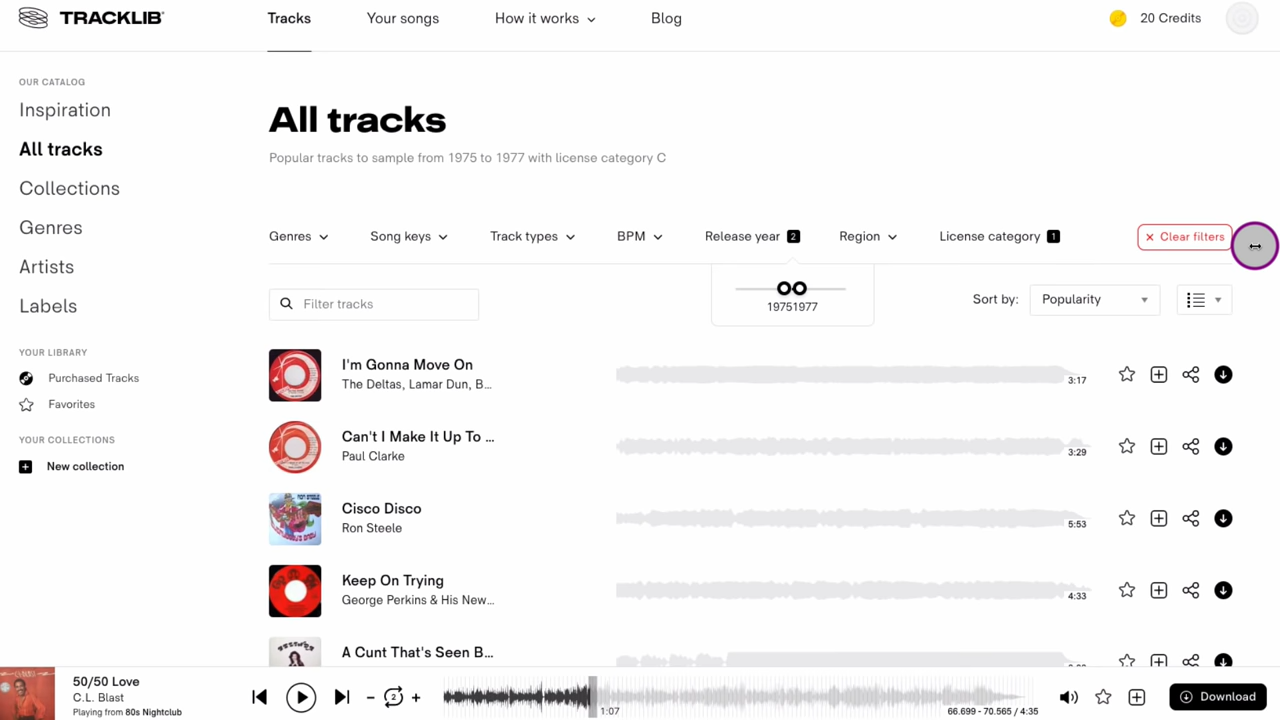 TRACKLIB
Tracks
Your songs
How it works
Blog
20 Credits
OUR CATALOG
Inspiration
All tracks
Collections
Genres
Artists
Labels
YOUR LIBRARY
Purchased Tracks
Favorites
YOUR COLLECTIONS
New collection
All tracks
Popular tracks to sample from 1975 to 1977 with license category C
Genres
Song keys
Track types
BPM
Release year 2
Region
License category 1
× Clear filters
19751977
Filter tracks
Sort by:
Popularity
I'm Gonna Move On
The Deltas, Lamar Dun, B...
3:17
Can't I Make It Up To ...
Paul Clarke
3:29
Cisco Disco
Ron Steele
5:53
Keep On Trying
George Perkins & His New...
4:33
A Cunt That's Seen B...
50/50 Love
C.L. Blast
Playing from 80s Nightclub
2
1:07
66.699 - 70.565 / 4:35
Download